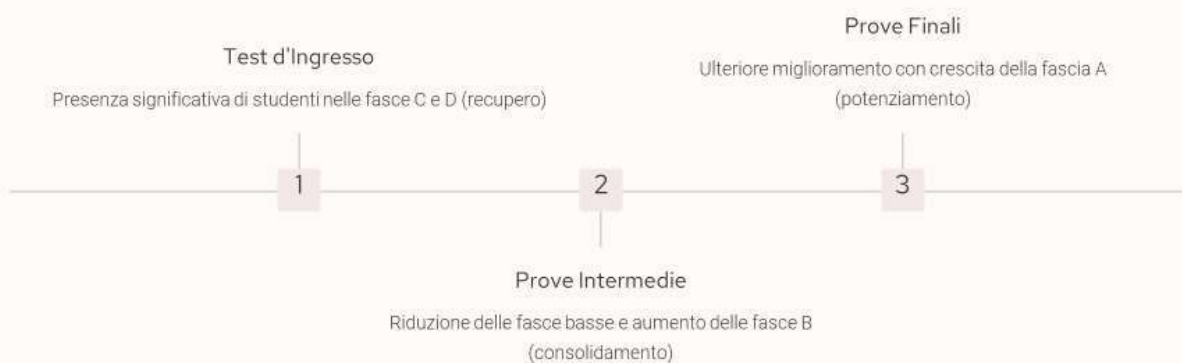 Test d'Ingresso
Presenza significativa di studenti nelle fasce C e D (recupero)
1
Prove Intermedie
Riduzione delle fasce basse e aumento delle fasce B
(consolidamento)
2
Prove Finali
Ulteriore miglioramento con crescita della fascia A
(potenziamento)
3